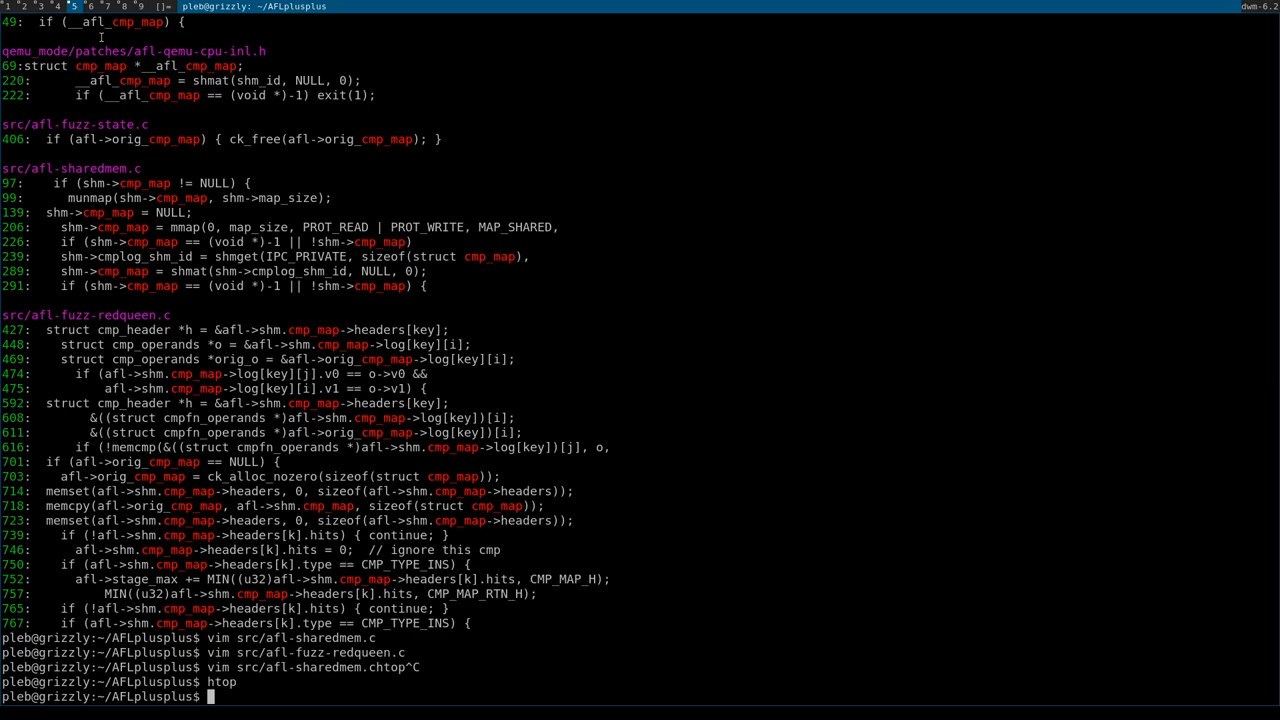 1 2 3 4 5 6 7 8 9 []= pleb@grizzly: ~/AFLplusplus dwm-6.2
49:  if (__afl_cmp_map) {
qemu_mode/patches/afl-qemu-cpu-inl.h
69:struct cmp_map *__afl_cmp_map;
220:      __afl_cmp_map = shmat(shm_id, NULL, 0);
222:      if (__afl_cmp_map == (void *)-1) exit(1);
src/afl-fuzz-state.c
406:  if (afl->orig_cmp_map) { ck_free(afl->orig_cmp_map); }
src/afl-sharedmem.c
97:    if (shm->cmp_map != NULL) {
99:      munmap(shm->cmp_map, shm->map_size);
139:  shm->cmp_map = NULL;
206:    shm->cmp_map = mmap(0, map_size, PROT_READ | PROT_WRITE, MAP_SHARED,
226:    if (shm->cmp_map == (void *)-1 || !shm->cmp_map)
239:    shm->cmplog_shm_id = shmget(IPC_PRIVATE, sizeof(struct cmp_map),
289:    shm->cmp_map = shmat(shm->cmplog_shm_id, NULL, 0);
291:    if (shm->cmp_map == (void *)-1 || !shm->cmp_map) {
src/afl-fuzz-redqueen.c
427:  struct cmp_header *h = &afl->shm.cmp_map->headers[key];
448:    struct cmp_operands *o = &afl->shm.cmp_map->log[key][i];
469:    struct cmp_operands *orig_o = &afl->orig_cmp_map->log[key][i];
474:      if (afl->shm.cmp_map->log[key][j].v0 == o->v0 &&
475:          afl->shm.cmp_map->log[key][i].v1 == o->v1) {
592:  struct cmp_header *h = &afl->shm.cmp_map->headers[key];
608:        &((struct cmpfn_operands *)afl->shm.cmp_map->log[key])[i];
611:        &((struct cmpfn_operands *)afl->orig_cmp_map->log[key])[i];
616:      if (!memcmp(&((struct cmpfn_operands *)afl->shm.cmp_map->log[key])[j], o,
701:  if (afl->orig_cmp_map == NULL) {
703:    afl->orig_cmp_map = ck_alloc_nozero(sizeof(struct cmp_map));
714:  memset(afl->shm.cmp_map->headers, 0, sizeof(afl->shm.cmp_map->headers));
718:  memcpy(afl->orig_cmp_map, afl->shm.cmp_map, sizeof(struct cmp_map));
723:  memset(afl->shm.cmp_map->headers, 0, sizeof(afl->shm.cmp_map->headers));
739:    if (!afl->shm.cmp_map->headers[k].hits) { continue; }
746:      afl->shm.cmp_map->headers[k].hits = 0;  // ignore this cmp
750:    if (afl->shm.cmp_map->headers[k].type == CMP_TYPE_INS) {
752:      afl->stage_max += MIN((u32)afl->shm.cmp_map->headers[k].hits, CMP_MAP_H);
757:          MIN((u32)afl->shm.cmp_map->headers[k].hits, CMP_MAP_RTN_H);
765:    if (!afl->shm.cmp_map->headers[k].hits) { continue; }
767:    if (afl->shm.cmp_map->headers[k].type == CMP_TYPE_INS) {
pleb@grizzly:~/AFLplusplus$ vim src/afl-sharedmem.c
pleb@grizzly:~/AFLplusplus$ vim src/afl-fuzz-redqueen.c
pleb@grizzly:~/AFLplusplus$ vim src/afl-sharedmem.chtop^C
pleb@grizzly:~/AFLplusplus$ htop
pleb@grizzly:~/AFLplusplus$